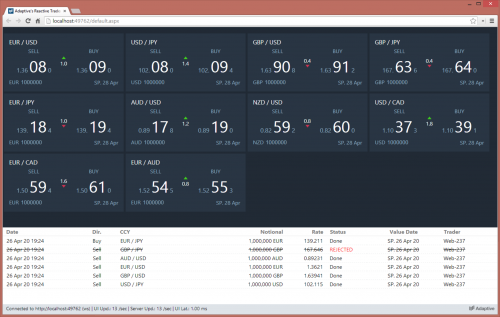 Adaptive's Reactive Trade
localhost:49762/default.aspx
EUR / USD
SELL BUY
1.36 08 0 1.0 1.36 09 0
EUR 1000000 SP. 28 Apr
USD / JPY
SELL BUY
102. 08 0 1.4 102. 09 4
USD 1000000 SP. 28 Apr
GBP / USD
SELL BUY
1.63 90 8 0.4 1.63 91 2
GBP 1000000 SP. 28 Apr
GBP / JPY
SELL BUY
167. 63 6 0.4 167. 64 0
GBP 1000000 SP. 28 Apr
EUR / JPY
SELL BUY
139. 18 4 1.0 139. 19 4
EUR 1000000 SP. 28 Apr
AUD / USD
SELL BUY
0.89 17 8 1.2 0.89 19 0
AUD 1000000 SP. 28 Apr
NZD / USD
SELL BUY
0.82 59 2 0.8 0.82 60 0
NZD 1000000 SP. 28 Apr
USD / CAD
SELL BUY
1.10 37 3 1.8 1.10 39 1
USD 1000000 SP. 28 Apr
EUR / CAD
SELL BUY
1.50 59 4 1.6 1.50 61 0
EUR 1000000 SP. 28 Apr
EUR / AUD
SELL BUY
1.52 54 5 0.8 1.52 55 3
EUR 1000000 SP. 28 Apr
Date Dir. CCY Notional Rate Status Value Date Trader
26 Apr 20 19:24 Buy EUR / JPY 1,000,000 EUR 139.211 Done SP. 26 Apr 20 Web-237
26 Apr 20 19:24 Sell GBP / JPY 1,000,000 GBP 167.646 REJECTED SP. 26 Apr 20 Web-237
26 Apr 20 19:24 Sell AUD / USD 1,000,000 AUD 0.89231 Done SP. 26 Apr 20 Web-237
26 Apr 20 19:24 Sell EUR / USD 1,000,000 EUR 1.3621 Done SP. 26 Apr 20 Web-237
26 Apr 20 19:24 Sell GBP / USD 1,000,000 GBP 1.63941 Done SP. 26 Apr 20 Web-237
26 Apr 20 19:24 Sell USD / JPY 1,000,000 USD 102.115 Done SP. 26 Apr 20 Web-237
Connected to http://localhost:49762 | UI Upd: 13 /sec | Server Upd: 13 /sec | UI Lat: 1.00 ms
Adaptive